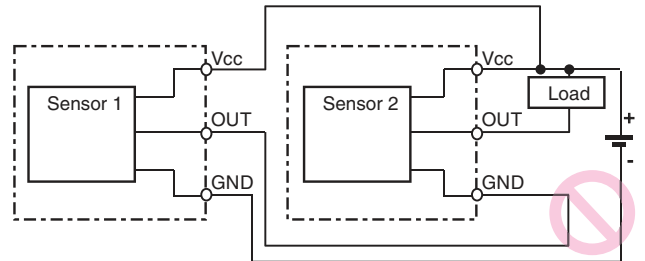 Vcc
Sensor 1
OUT
GND
Vcc
Sensor 2
OUT
GND
Load
+
-